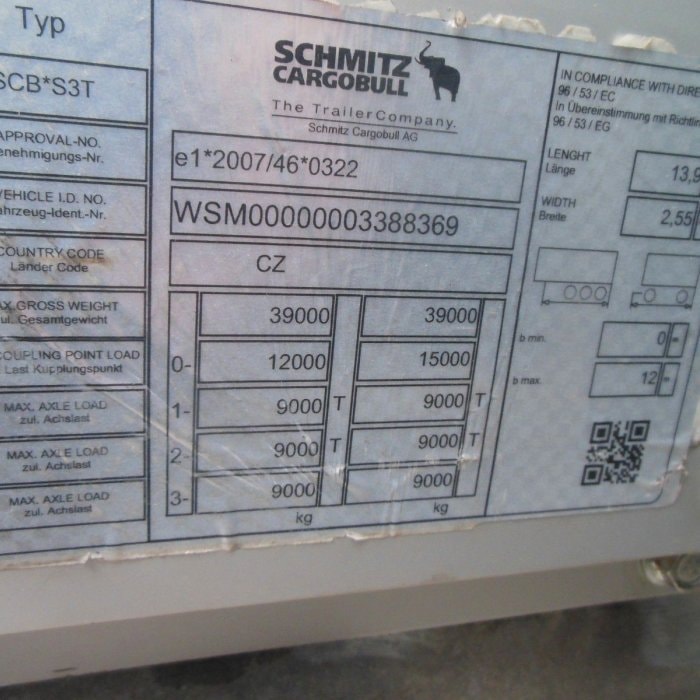 Typ
SCB*S3T
SCHMITZ
CARGOBULL
The TrailerCompany.
Schmitz Cargobull AG
IN COMPLIANCE WITH DIRE
96 / 53 / EC
In Übereinstimmung mit Richtlin
96 / 53 / EG
APPROVAL-NO.
enehmigungs-Nr.
e1*2007/46*0322
VEHICLE I.D. NO.
ahrzeug-Ident.-Nr.
WSM00000003388369
COUNTRY CODE
Länder Code
CZ
LENGHT
Länge
13,9
WIDTH
Breite
2,55
AX.GROSS WEIGHT
zul. Gesamtgewicht
39000
39000
COUPLING POINT LOAD
Last Kupplungspunkt
0-
12000
15000
MAX. AXLE LOAD
zul. Achslast
1-
9000 T
9000 T
MAX. AXLE LOAD
zul. Achslast
2-
9000 T
9000 T
MAX. AXLE LOAD
zul. Achslast
3-
9000
9000
kg
kg
b min.
0
b max.
12